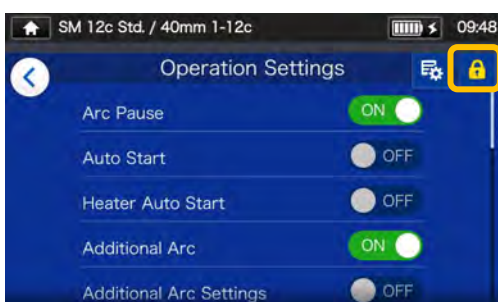 SM 12c Std. / 40mm 1-12c 09:48
Operation Settings
Arc Pause ON
Auto Start OFF
Heater Auto Start OFF
Additional Arc ON
Additional Arc Settings OFF